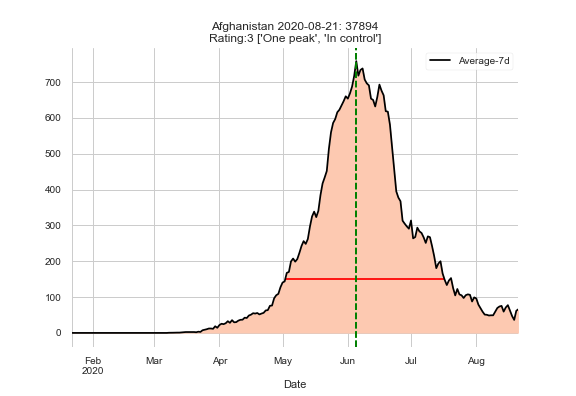 Afghanistan 2020-08-21: 37894
Rating:3 ['One peak', 'In control']
Average-7d
700
600
500
400
300
200
100
0
Feb
2020
Mar
Apr
May
Jun
Jul
Aug
Date